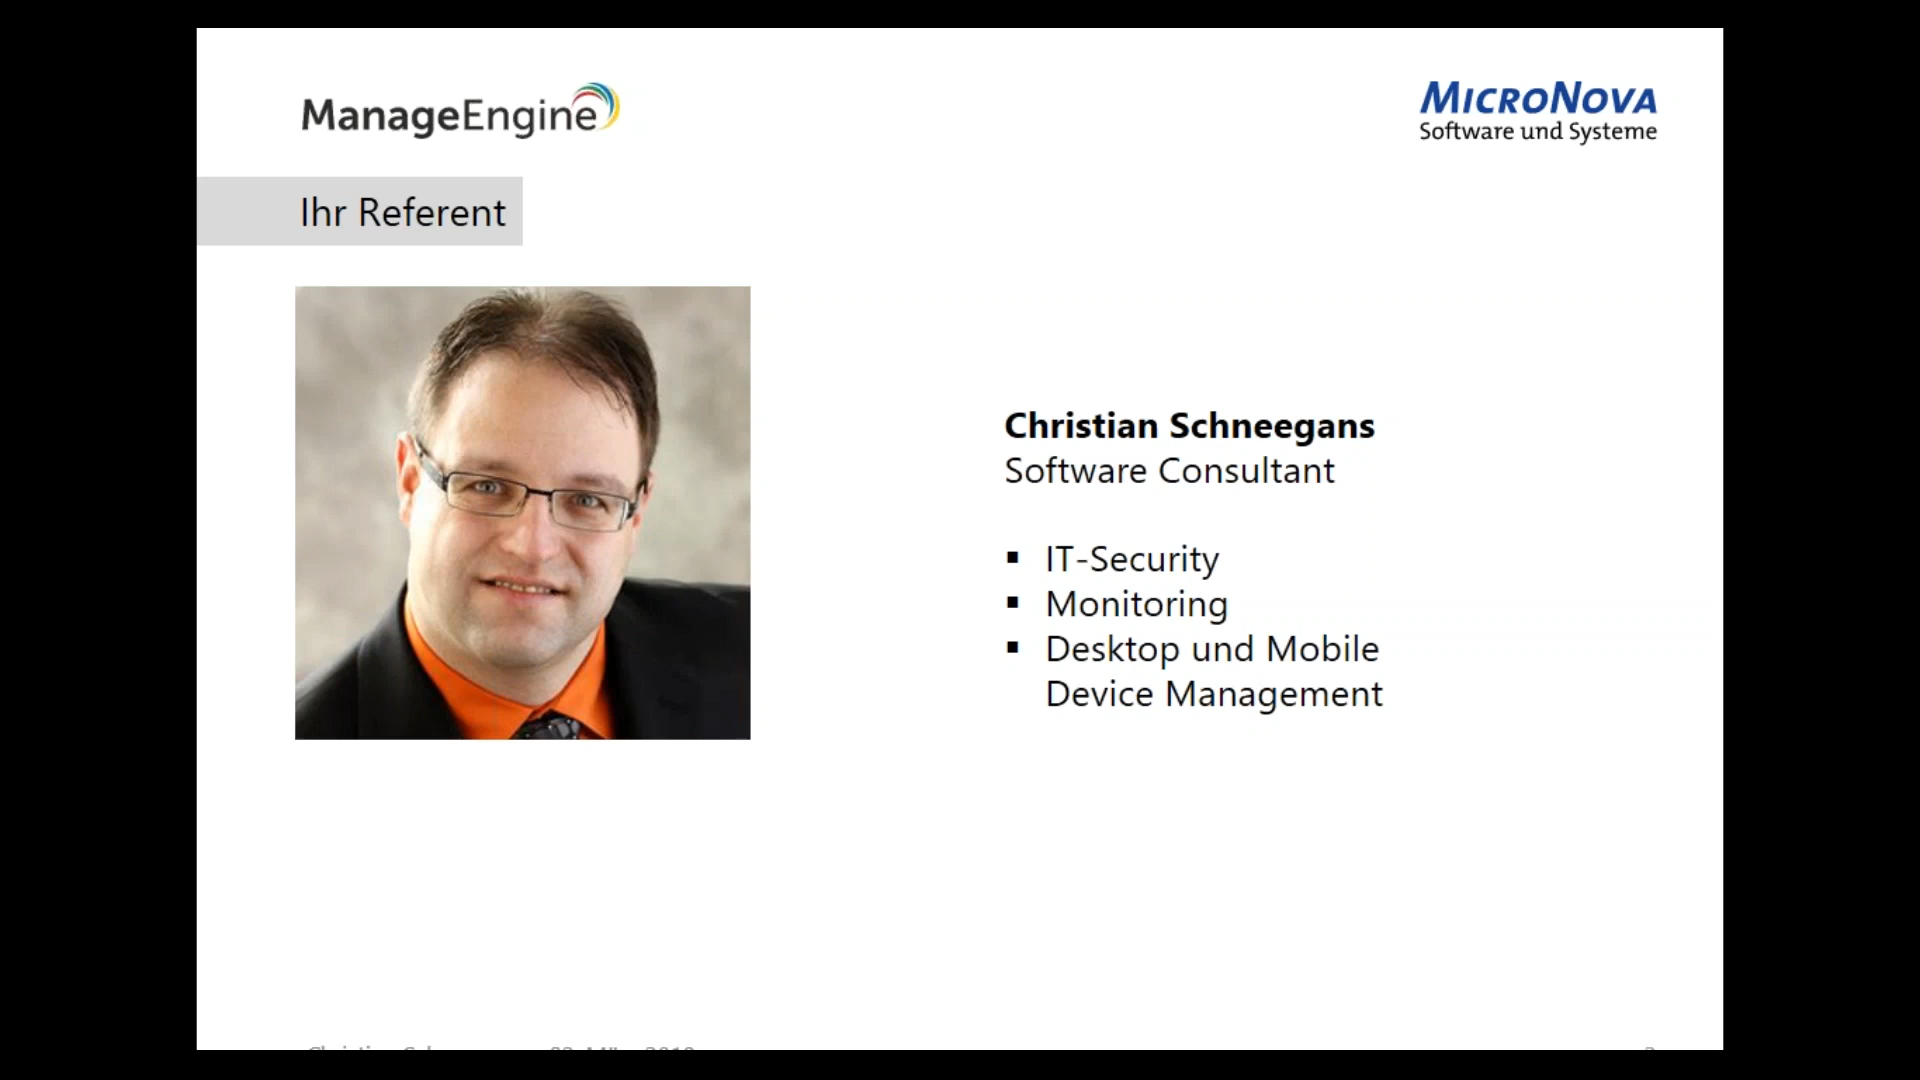 ManageEngine
MICRONOVA
Software und Systeme
Ihr Referent
Christian Schneegans
Software Consultant
▪ IT-Security
▪ Monitoring
▪ Desktop und Mobile
Device Management